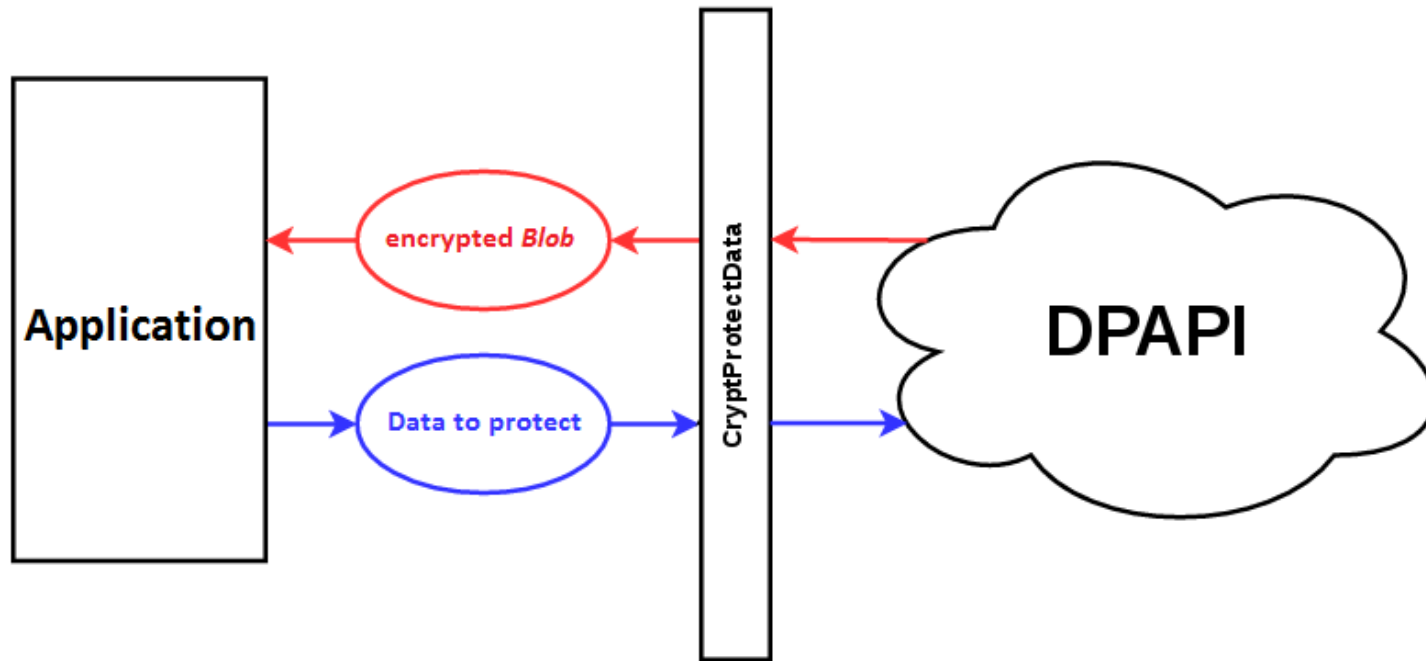 encrypted Blob
Application
CryptProtectData
DPAPI
Data to protect